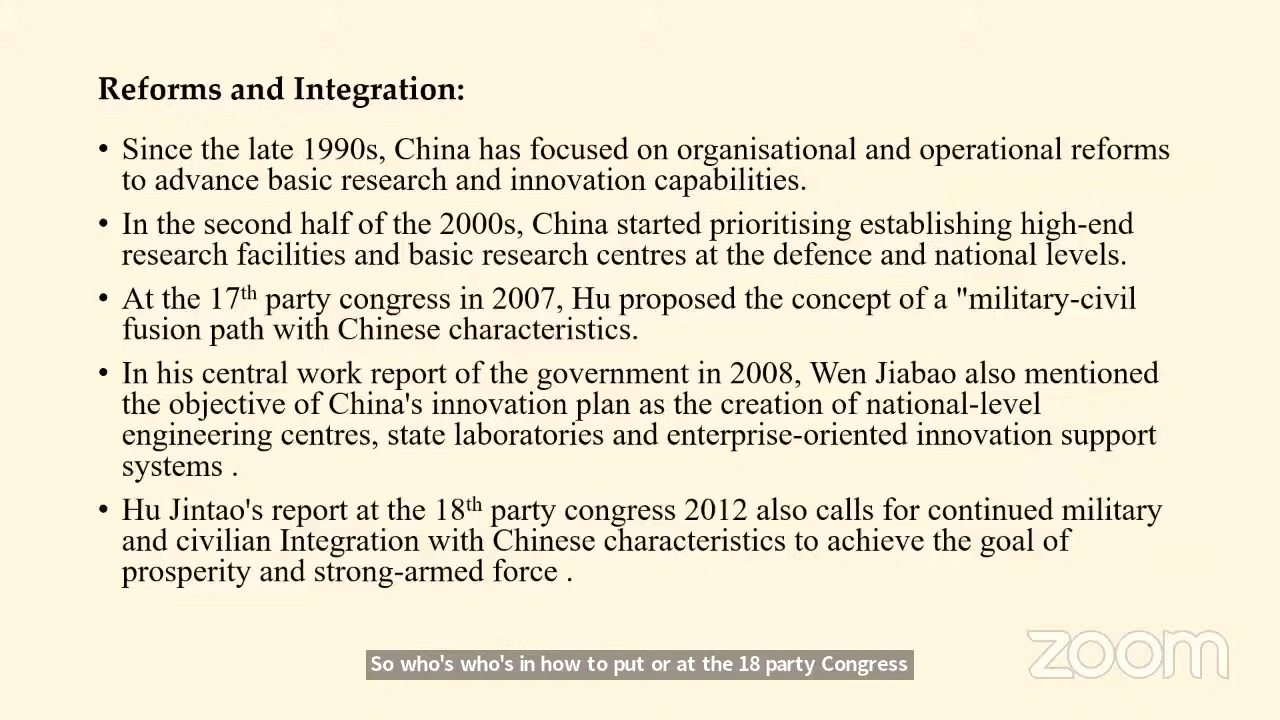 Reforms and Integration:
• Since the late 1990s, China has focused on organisational and operational reforms
to advance basic research and innovation capabilities.
• In the second half of the 2000s, China started prioritising establishing high-end
research facilities and basic research centres at the defence and national levels.
• At the 17th party congress in 2007, Hu proposed the concept of a "military-civil
fusion path with Chinese characteristics.
• In his central work report of the government in 2008, Wen Jiabao also mentioned
the objective of China's innovation plan as the creation of national-level
engineering centres, state laboratories and enterprise-oriented innovation support
systems .
• Hu Jintao's report at the 18th party congress 2012 also calls for continued military
and civilian Integration with Chinese characteristics to achieve the goal of
prosperity and strong-armed force .
So who's who's in how to put or at the 18 party Congress
zoom